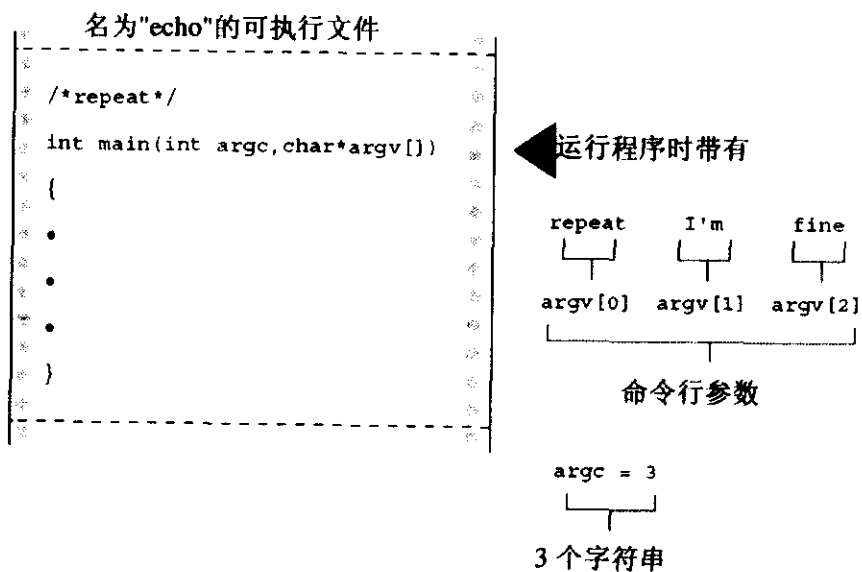 名为"echo"的可执行文件
/*repeat*/
int main(int argc,char*argv[])
{
•
•
•
}
运行程序时带有
repeat I'm fine
argv[0] argv[1] argv[2]
命令行参数
argc = 3
3 个字符串